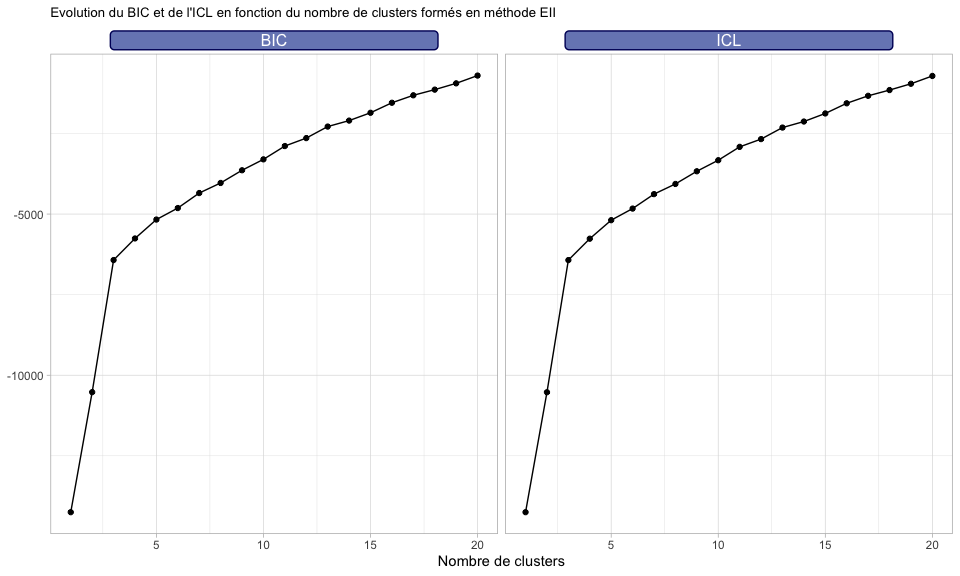 Evolution du BIC et de l'ICL en fonction du nombre de clusters formés en méthode EII
BIC
ICL
-5000
-10000
5
10
15
20
5
10
15
20
Nombre de clusters